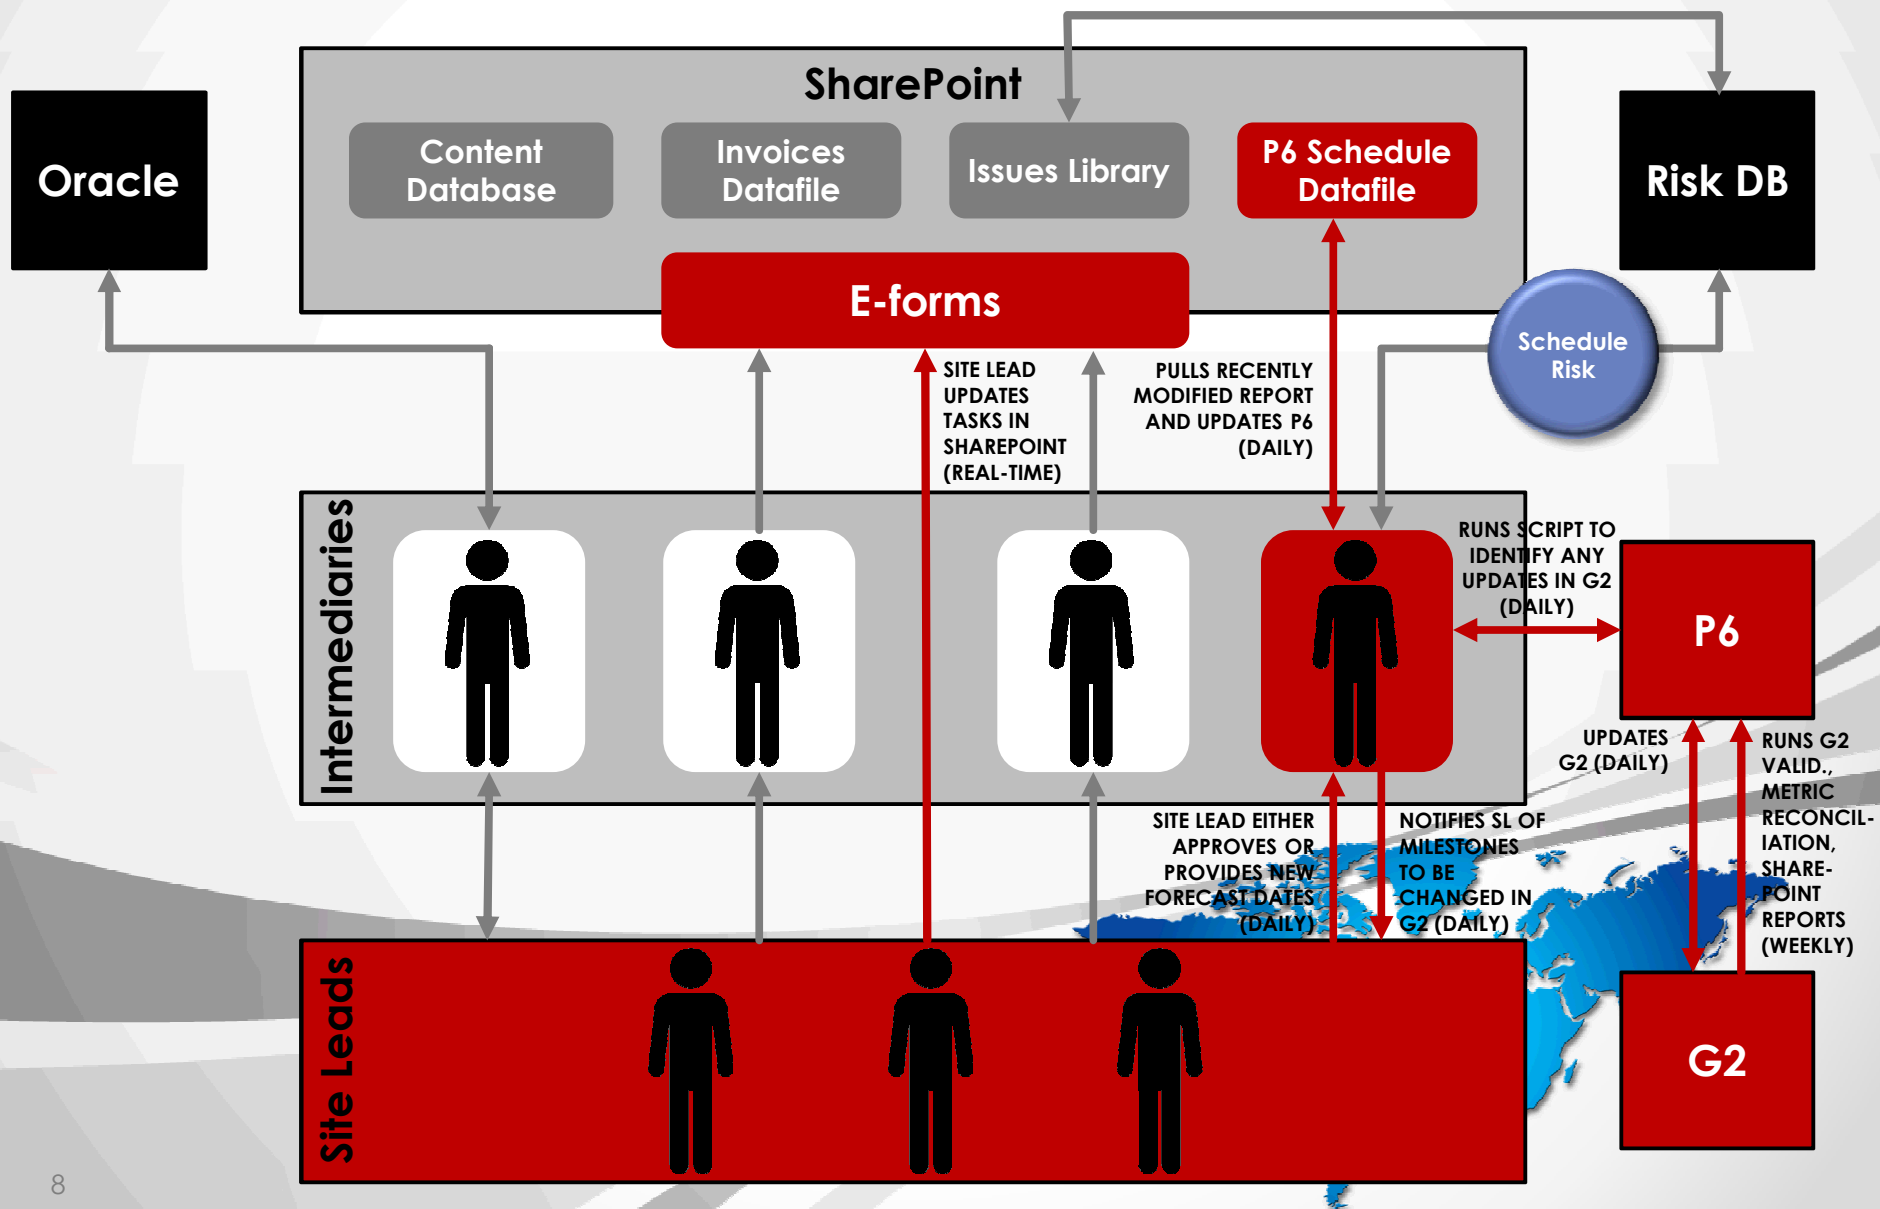 SharePoint
Oracle
Content
Database
Invoices
Datafile
Issues Library
P6 Schedule
Datafile
Risk DB
E-forms
Schedule
Risk
SITE LEAD
UPDATES
TASKS IN
SHAREPOINT
(REAL-TIME)
PULLS RECENTLY
MODIFIED REPORT
AND UPDATES P6
(DAILY)
Intermediaries
RUNS SCRIPT TO
IDENTIFY ANY
UPDATES IN G2
(DAILY)
P6
UPDATES
G2 (DAILY)
RUNS G2
VALID.,
METRIC
RECONCIL-
IATION,
SHARE-
POINT
REPORTS
(WEEKLY)
SITE LEAD EITHER
APPROVES OR
PROVIDES NEW
FORECAST DATES
(DAILY)
NOTIFIES SL OF
MILESTONES
TO BE
CHANGED IN
G2 (DAILY)
Site Leads
G2
8